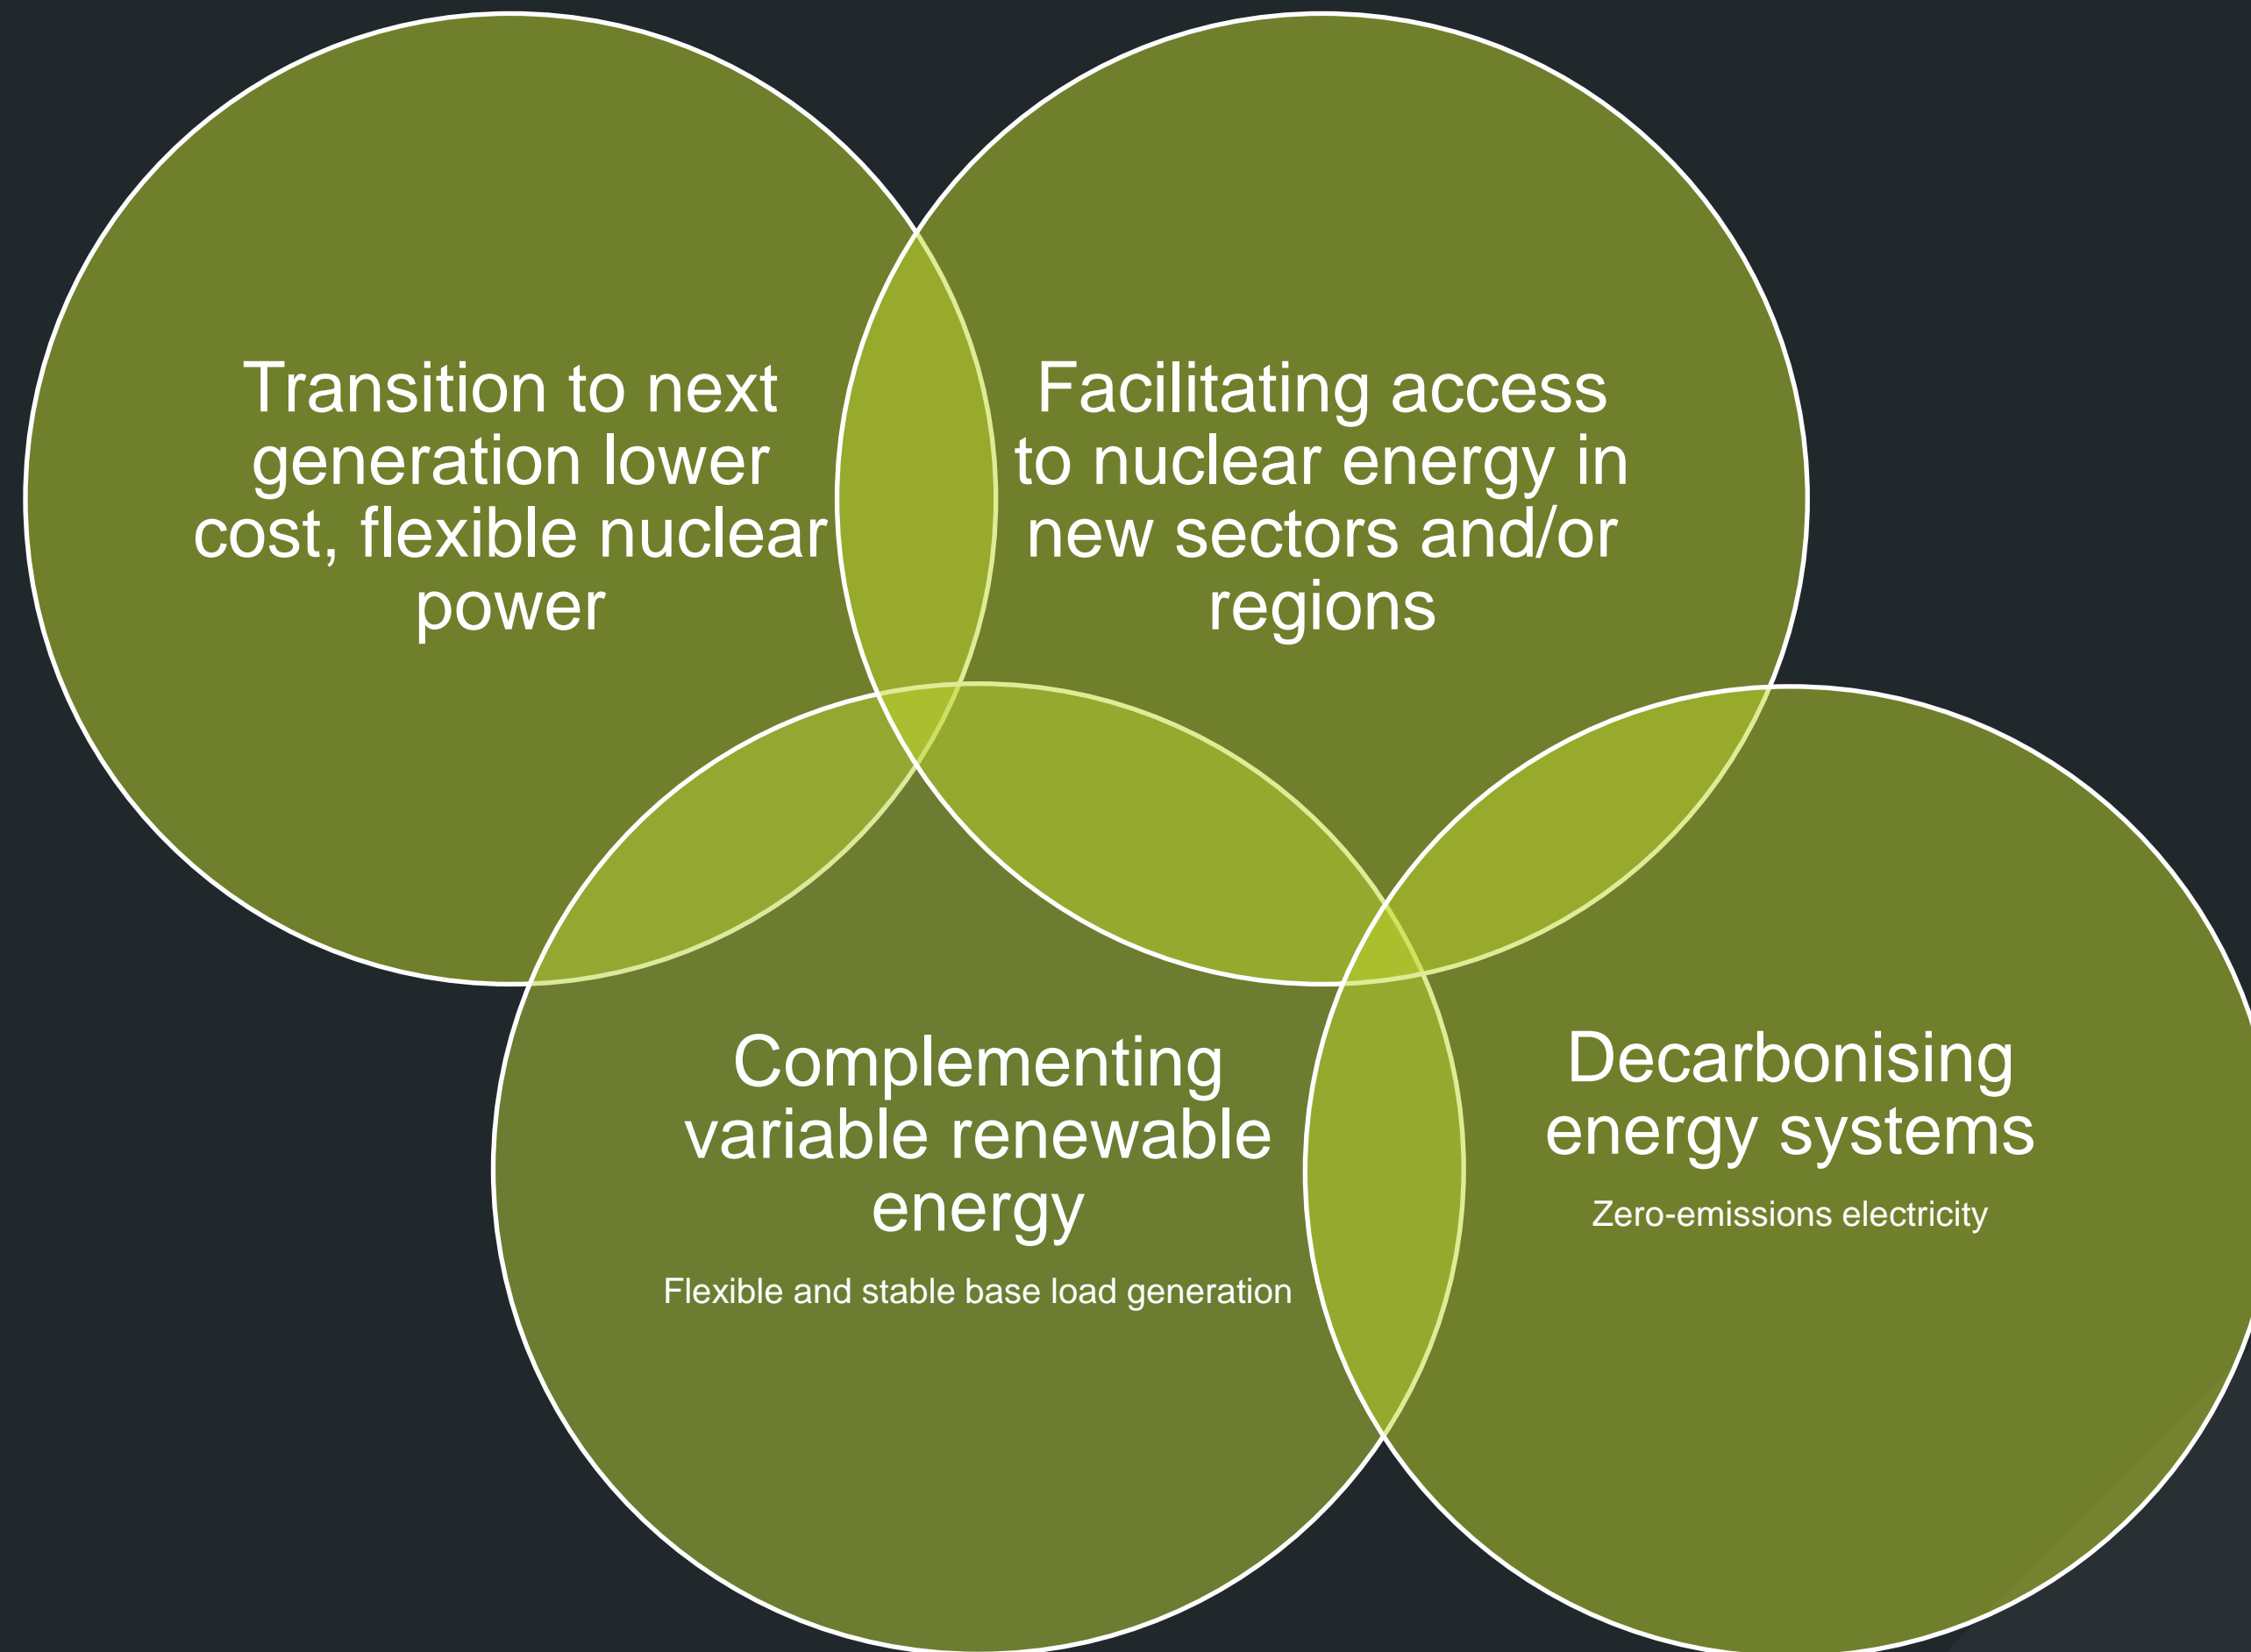 Transition to next
generation lower
cost, flexible nuclear
power
Facilitating access
to nuclear energy in
new sectors and/or
regions
Complementing
variable renewable
energy
Flexible and stable base load generation
Decarbonising
energy systems
Zero-emissions electricity